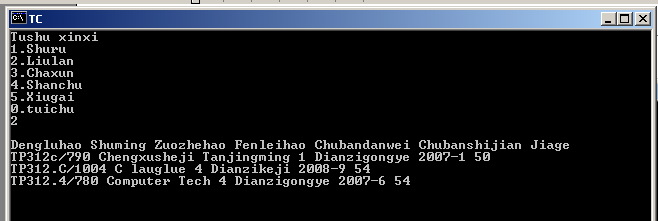 TC
Tushu xinxi
1.Shuru
2.Liulan
3.Chaxun
4.Shanchu
5.Xiugai
0.tuichu
2
Dengluhao Shuming Zuozhehao Fenleihao Chubandanwei Chubanshijian Jiage
TP312c/790 Chengxusheji Tanjingming 1 Dianzigongye 2007-1 50
TP312.C/1004 C lauglue 4 Dianzikeji 2008-9 54
TP312.4/780 Computer Tech 4 Dianzigongye 2007-6 54